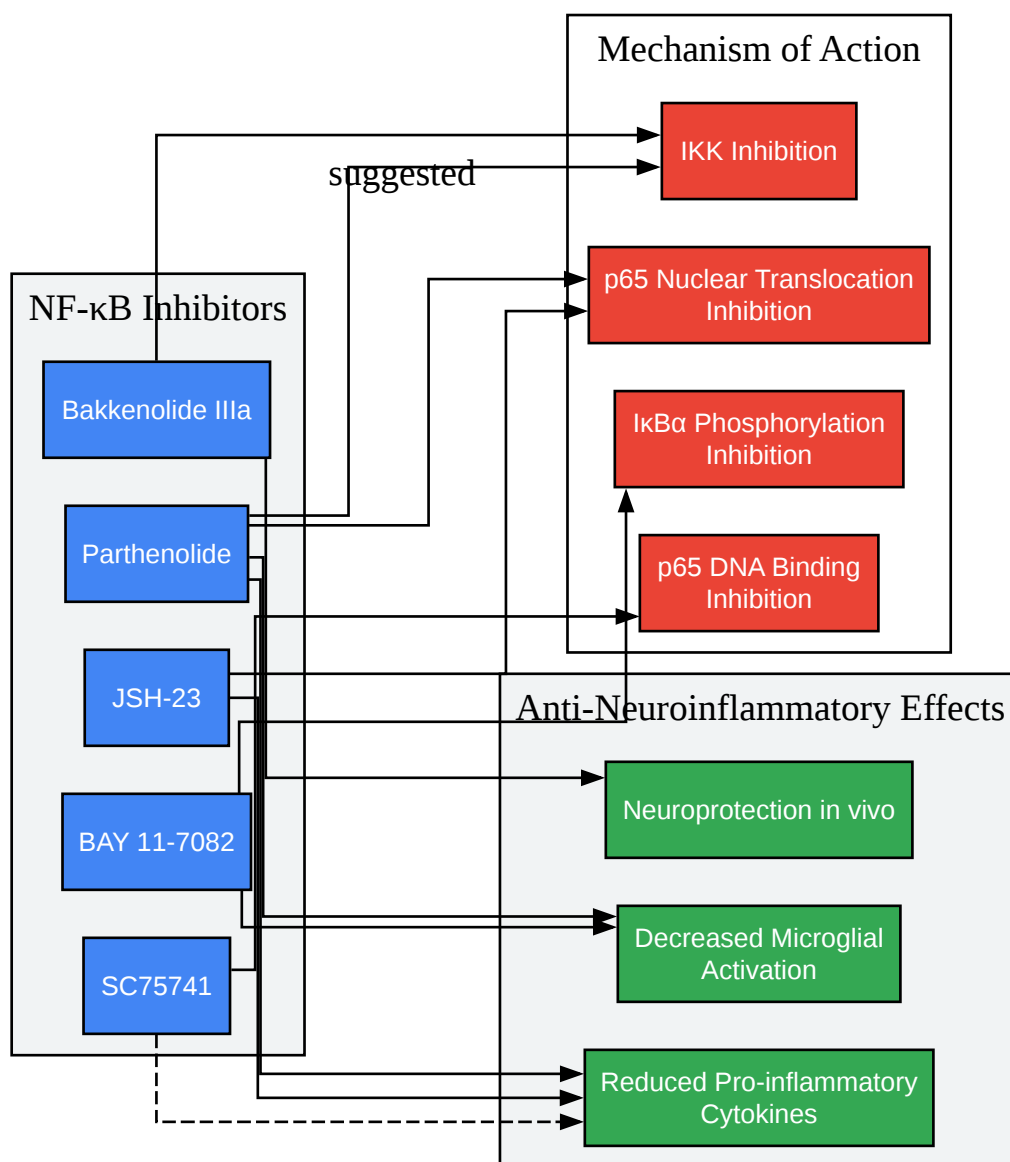 Mechanism of Action
IKK Inhibition
suggested
p65 Nuclear Translocation
Inhibition
NF-κB Inhibitors
Bakkenolide IIIa
IκBα Phosphorylation
Inhibition
Parthenolide
p65 DNA Binding
Inhibition
JSH-23
Anti-Neuroinflammatory Effects
BAY 11-7082
Neuroprotection in vivo
Decreased Microglial
Activation
SC75741
Reduced Pro-inflammatory
Cytokines